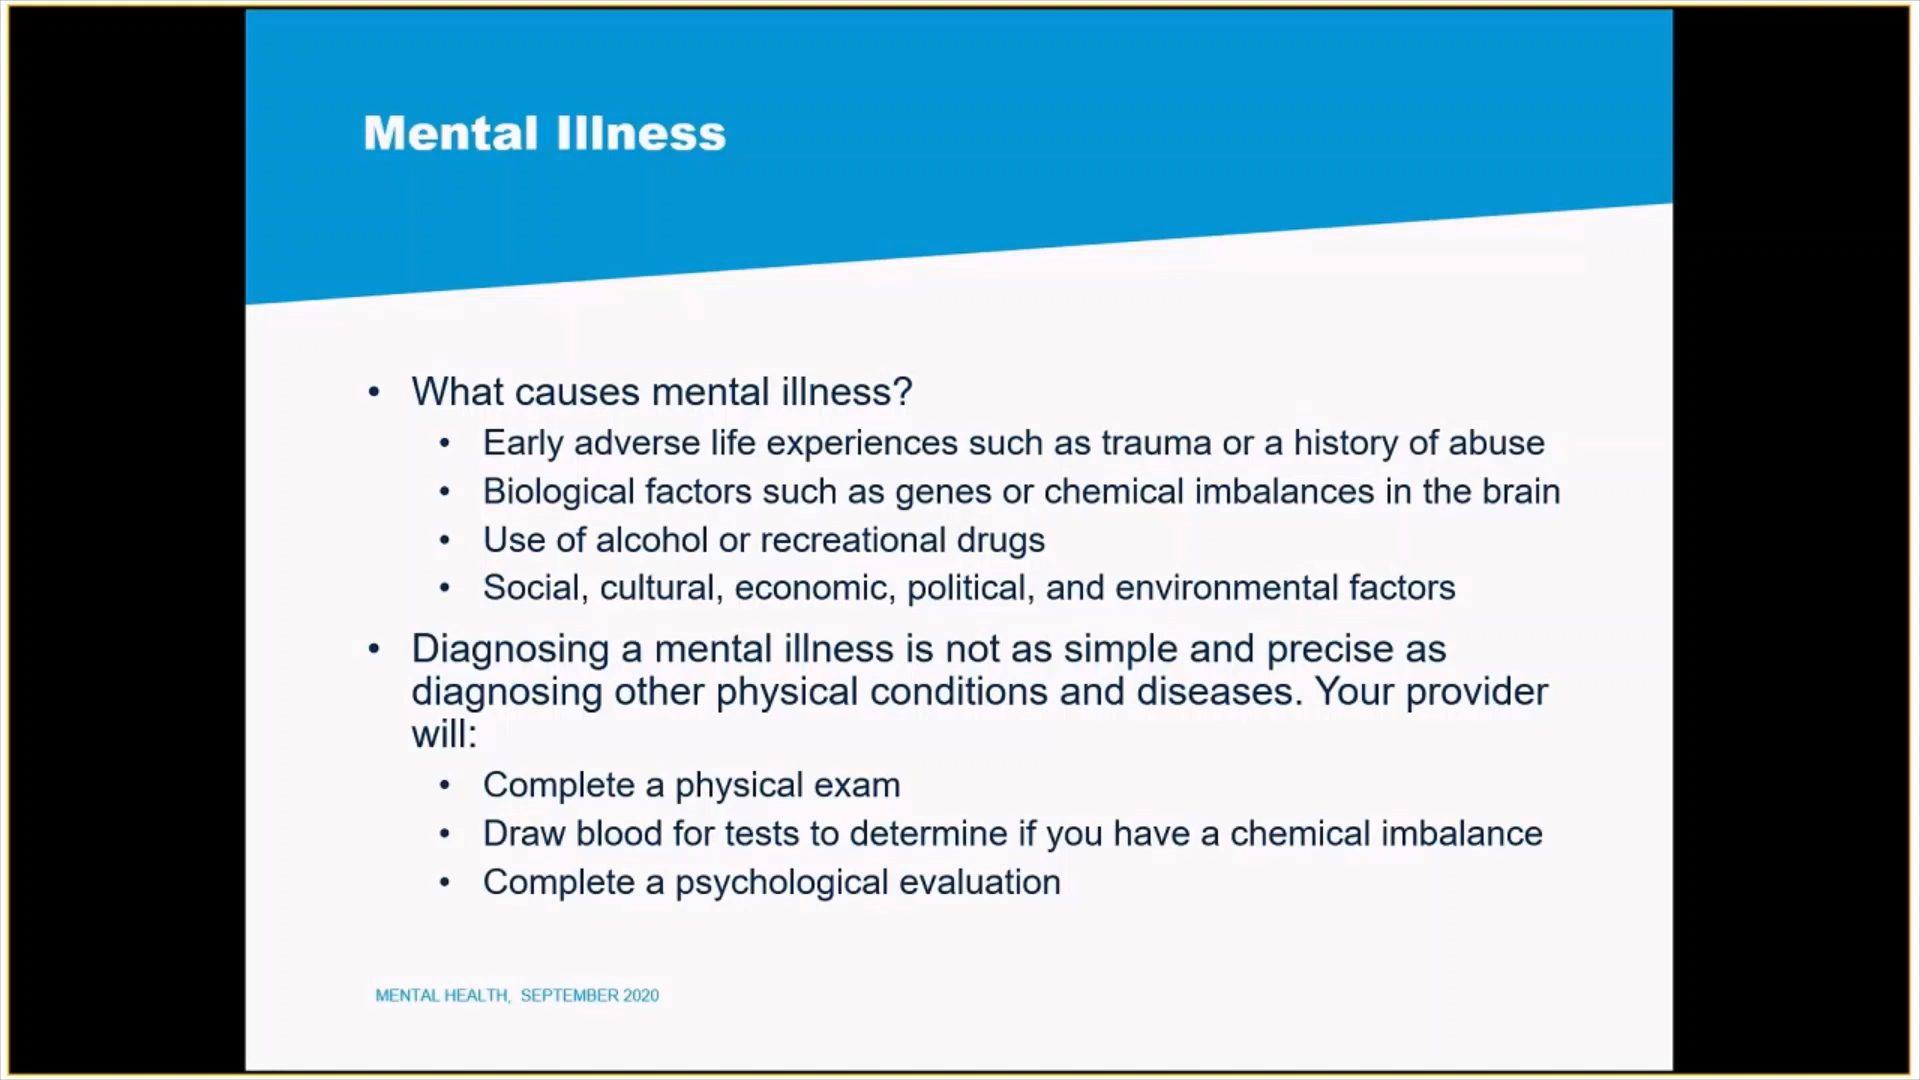 Mental Illness
• What causes mental illness?
• Early adverse life experiences such as trauma or a history of abuse
• Biological factors such as genes or chemical imbalances in the brain
• Use of alcohol or recreational drugs
• Social, cultural, economic, political, and environmental factors
• Diagnosing a mental illness is not as simple and precise as
diagnosing other physical conditions and diseases. Your provider
will:
• Complete a physical exam
• Draw blood for tests to determine if you have a chemical imbalance
• Complete a psychological evaluation
MENTAL HEALTH, SEPTEMBER 2020